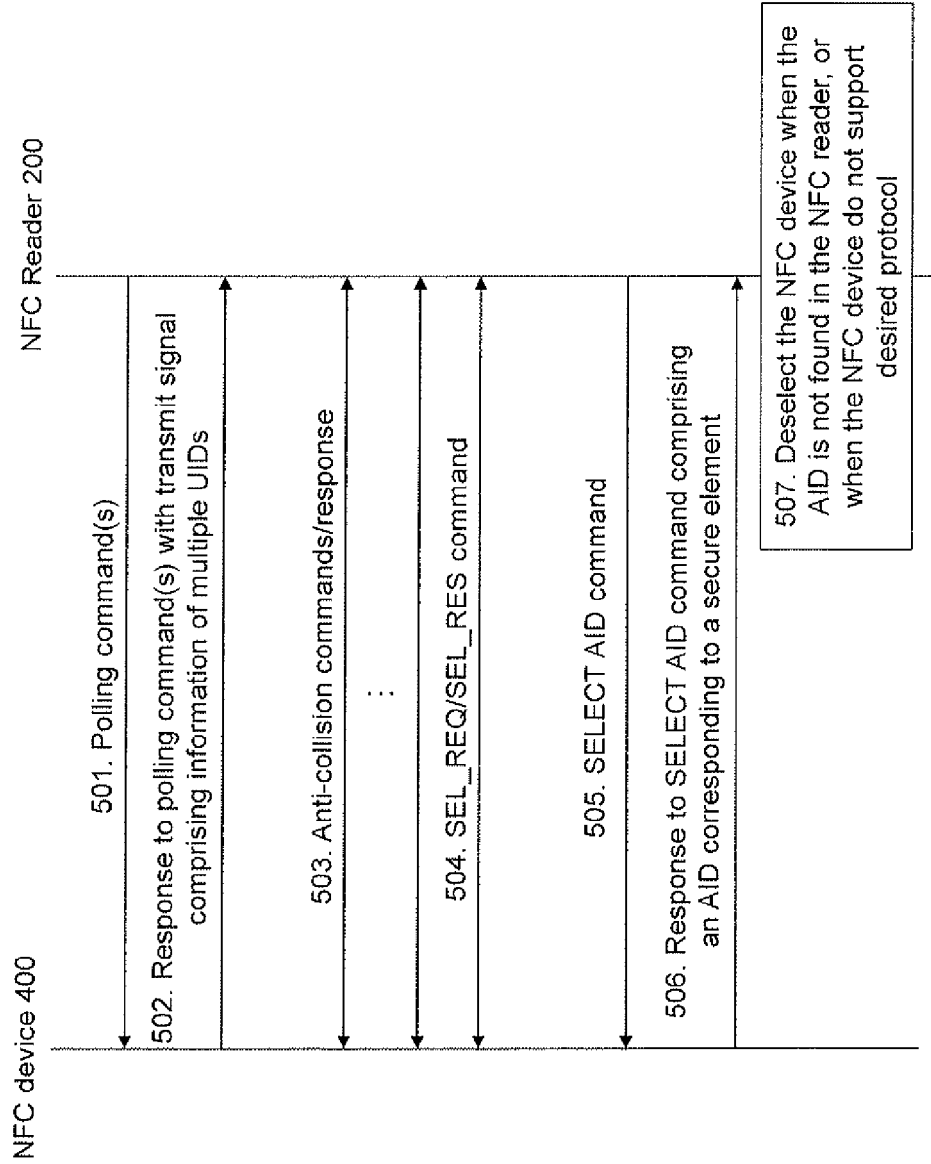 NFC device 400
NFC Reader 200
501. Polling command(s)
502. Response to polling command(s) with transmit signal
comprising information of multiple UIDs
503. Anti-collision commands/response
...
504. SEL_REQ/SEL_RES command
505. SELECT AID command
506. Response to SELECT AID command comprising
an AID corresponding to a secure element
507. Deselect the NFC device when the
AID is not found in the NFC reader, or
when the NFC device do not support
desired protocol